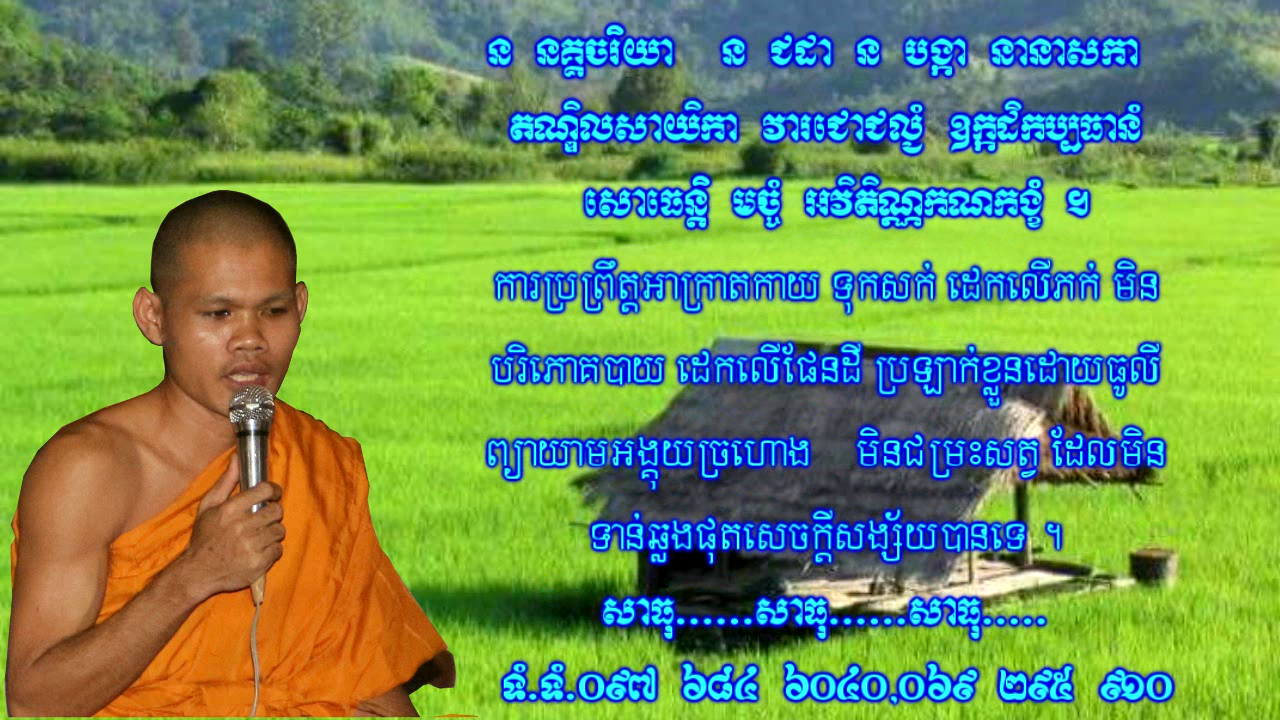 ន នគ្គចរិយា ន ជដា ន បង្កា នានាសកា
តណ្ឌិលសាយិកា វារជោជល្លំ ឧក្កដិកប្បធានំ
សោធេន្តិ មច្ចំ អវិតិណ្ណកណកង្ខំ ។
ការប្រព្រឹត្តអាក្រាតកាយ ទុកសក់ ដេកលើភក់ មិន
បរិភោគបាយ ដេកលើផែនដី ប្រឡាក់ខ្លួនដោយធូលី
ព្យាយាមអង្គុយច្រហោង មិនជម្រះសត្វ ដែលមិន
ទាន់ឆ្លងផុតសេចក្ដីសង្ស័យបានទេ ។
សាធុ......សាធុ......សាធុ.....
ទំ.ទំ.០៩៧ ៦៨៤ ៦០៤០,០៦៩ ២៩៥ ៩១០